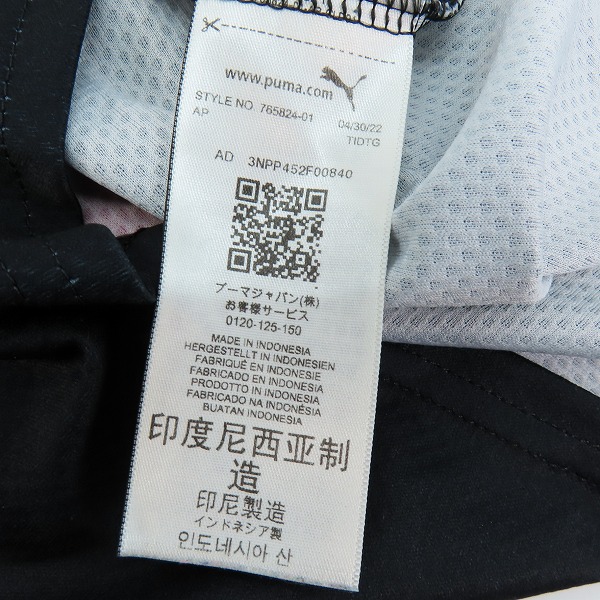 www.puma.com
STYLE NO 765824-01 04/30/22
AP TIDTG
AD 3NPP452F00840
プーマジャパン(株)
お客様サービス
0120-125-150
MADE IN INDONESIA
HERGESTELLT IN INDONESIEN
FABRIQUÉ EN INDONÉSIE
FABRICADO EN INDONESIA
PRODOTTO IN INDONESIA
FABRICADO NA INDONÉSIA
BUATAN INDONESIA
印度尼西亚制
造
印尼製造
インドネシア製
인도네시아 산